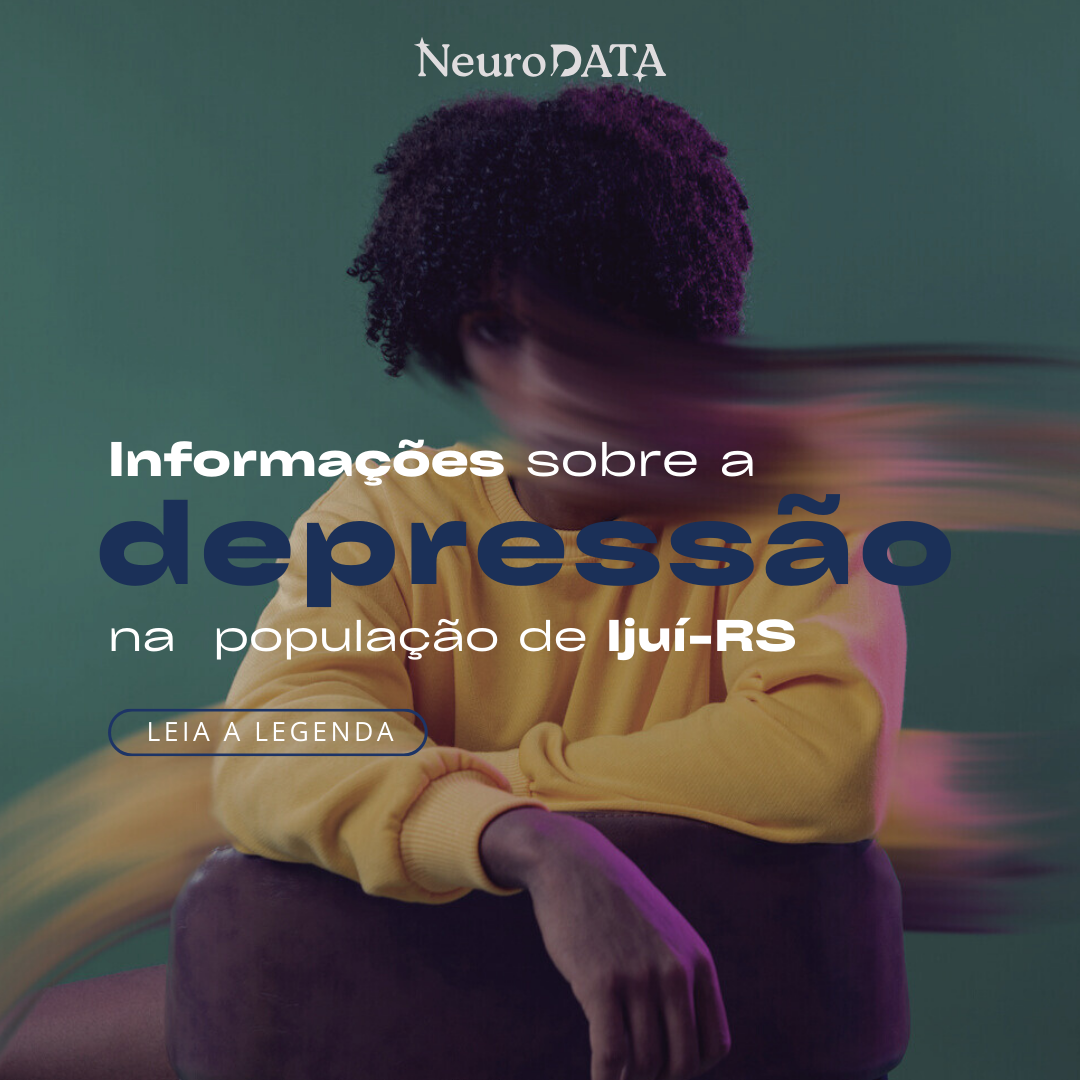 NeuroDATA
Informações sobre a
depressão
na população de Ijuí-RS
LEIA A LEGENDA